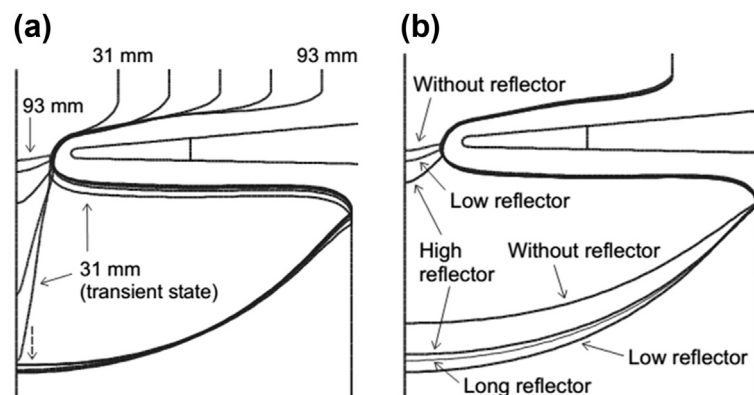 (a)
31 mm
93 mm
93 mm
31 mm
(transient state)
(b)
Without reflector
Low reflector
High
reflector
Without reflector
Low reflector
Long reflector